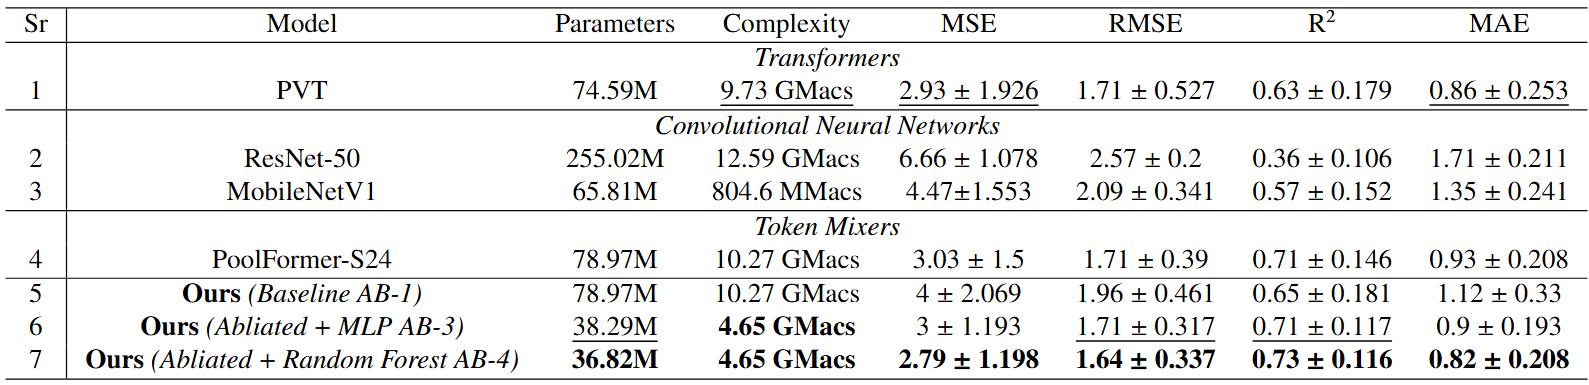 Sr Model Parameters Complexity MSE RMSE R² MAE
Transformers
1 PVT 74.59M 9.73 GMacs 2.93 ± 1.926 1.71 ± 0.527 0.63 ± 0.179 0.86 ± 0.253
Convolutional Neural Networks
2 ResNet-50 255.02M 12.59 GMacs 6.66 ± 1.078 2.57 ± 0.2 0.36 ± 0.106 1.71 ± 0.211
3 MobileNetV1 65.81M 804.6 MMacs 4.47±1.553 2.09 ± 0.341 0.57 ± 0.152 1.35 ± 0.241
Token Mixers
4 PoolFormer-S24 78.97M 10.27 GMacs 3.03 ± 1.5 1.71 ± 0.39 0.71 ± 0.146 0.93 ± 0.208
5 Ours (Baseline AB-1) 78.97M 10.27 GMacs 4 ± 2.069 1.96 ± 0.461 0.65 ± 0.181 1.12 ± 0.33
6 Ours (Abliated + MLP AB-3) 38.29M 4.65 GMacs 3 ± 1.193 1.71 ± 0.317 0.71 ± 0.117 0.9 ± 0.193
7 Ours (Abliated + Random Forest AB-4) 36.82M 4.65 GMacs 2.79 ± 1.198 1.64 ± 0.337 0.73 ± 0.116 0.82 ± 0.208